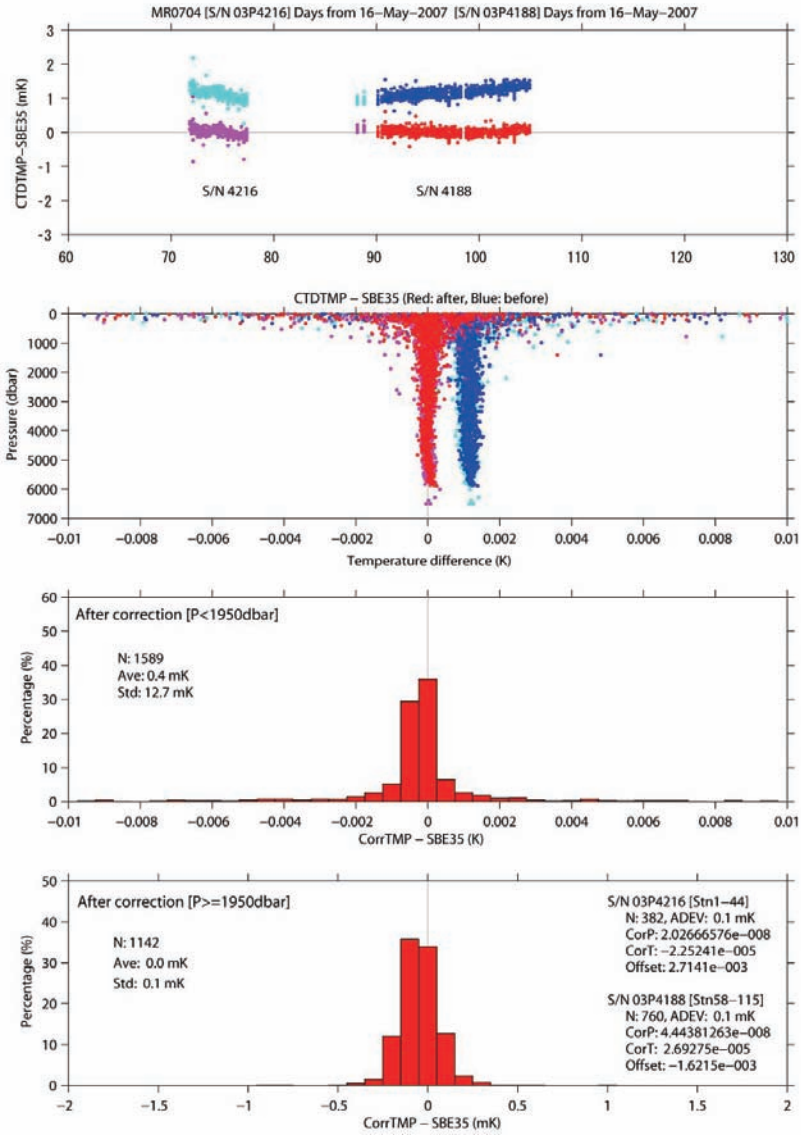 MR0704 [S/N 03P4216] Days from 16−May−2007 [S/N 03P4188] Days from 16−May−2007
3
2
1
0
−1
−2
−3
CTDTMP−SBE35 (mK)
S/N 4216
S/N 4188
60 70 80 90 100 110 120 130
CTDTMP − SBE35 (Red: after, Blue: before)
0
1000
2000
3000
4000
5000
6000
7000
Pressure (dbar)
−0.01 −0.008 −0.006 −0.004 −0.002 0 0.002 0.004 0.006 0.008 0.01
Temperature difference (K)
60
50
40
30
20
10
0
Percentage (%)
After correction [P<1950dbar]
N: 1589
Ave: 0.4 mK
Std: 12.7 mK
−0.01 −0.008 −0.006 −0.004 −0.002 0 0.002 0.004 0.006 0.008 0.01
CorrTMP − SBE35 (K)
50
40
30
20
10
0
Percentage (%)
After correction [P>=1950dbar]
N: 1142
Ave: 0.0 mK
Std: 0.1 mK
S/N 03P4216 [Stn1−44]
N: 382, ADEV: 0.1 mK
CorP: 2.02666576e−008
CorT: −2.25241e−005
Offset: 2.7141e−003
S/N 03P4188 [Stn58−115]
N: 760, ADEV: 0.1 mK
CorP: 4.44381263e−008
CorT: 2.69275e−005
Offset: −1.6215e−003
−2 −1.5 −1 −0.5 0 0.5 1 1.5 2
CorrTMP − SBE35 (mK)